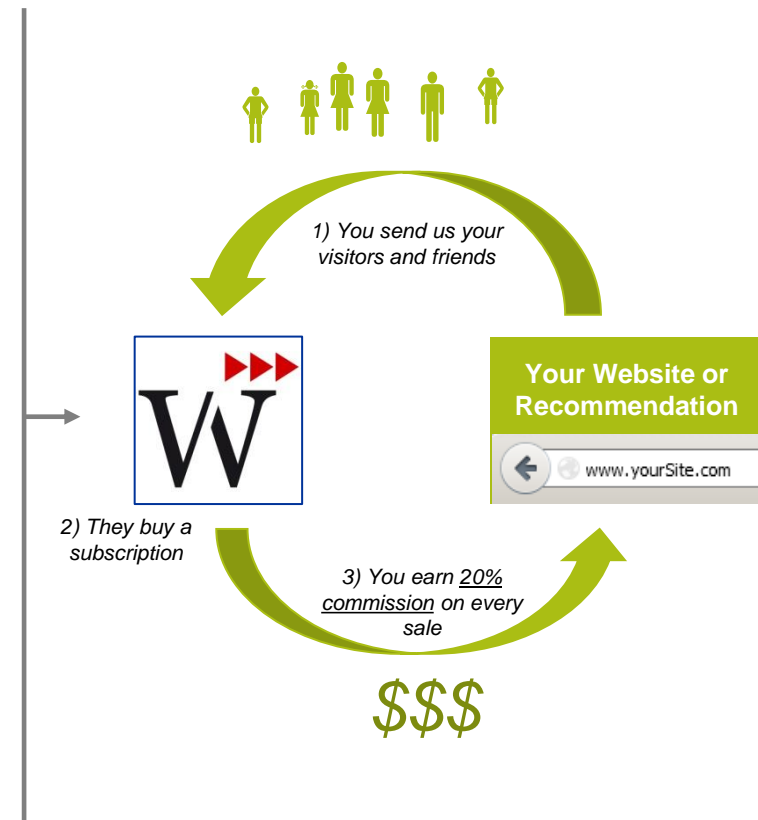 1) You send us your
visitors and friends
W
Your Website or
Recommendation
www.yourSite.com
2) They buy a
subscription
3) You earn 20%
commission on every
sale
$$$